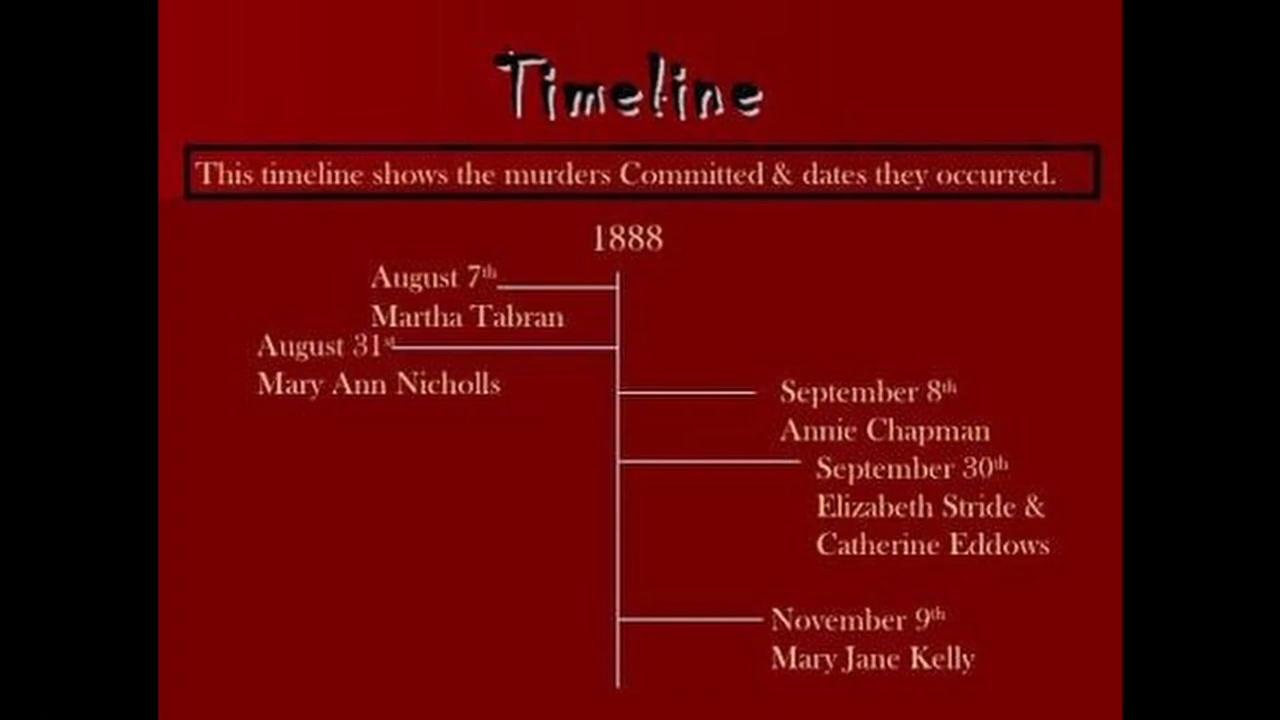 Timeline
This timeline shows the murders Committed & dates they occurred.
1888
August 7th
Martha Tabran
August 31st
Mary Ann Nicholls
September 8th
Annie Chapman
September 30th
Elizabeth Stride &
Catherine Eddows
November 9th
Mary Jane Kelly